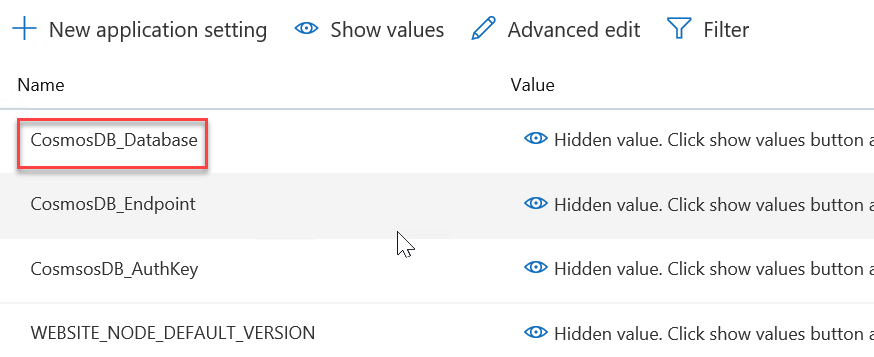 New application setting Show values Advanced edit Filter
Name Value
CosmosDB_Database Hidden value. Click show values button a
CosmosDB_Endpoint Hidden value. Click show values button a
CosmsosDB_AuthKey Hidden value. Click show values button a
WEBSITE_NODE_DEFAULT_VERSION Hidden value. Click show values button a